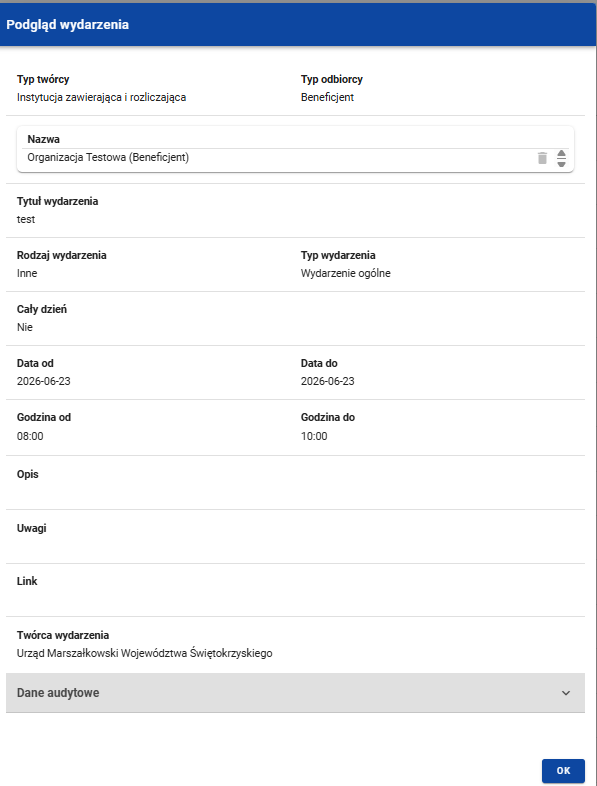 Podgląd wydarzenia
Typ twórcy
Typ odbiorcy
Instytucja zawierająca i rozliczająca
Beneficjent
Nazwa
Organizacja Testowa (Beneficjent)
Tytuł wydarzenia
test
Rodzaj wydarzenia
Typ wydarzenia
Inne
Wydarzenie ogólne
Cały dzień
Nie
Data od
Data do
2026-06-23
2026-06-23
Godzina od
Godzina do
08:00
10:00
Opis
Uwagi
Link
Twórca wydarzenia
Urząd Marszałkowski Województwa Świętokrzyskiego
Dane audytowe
OK